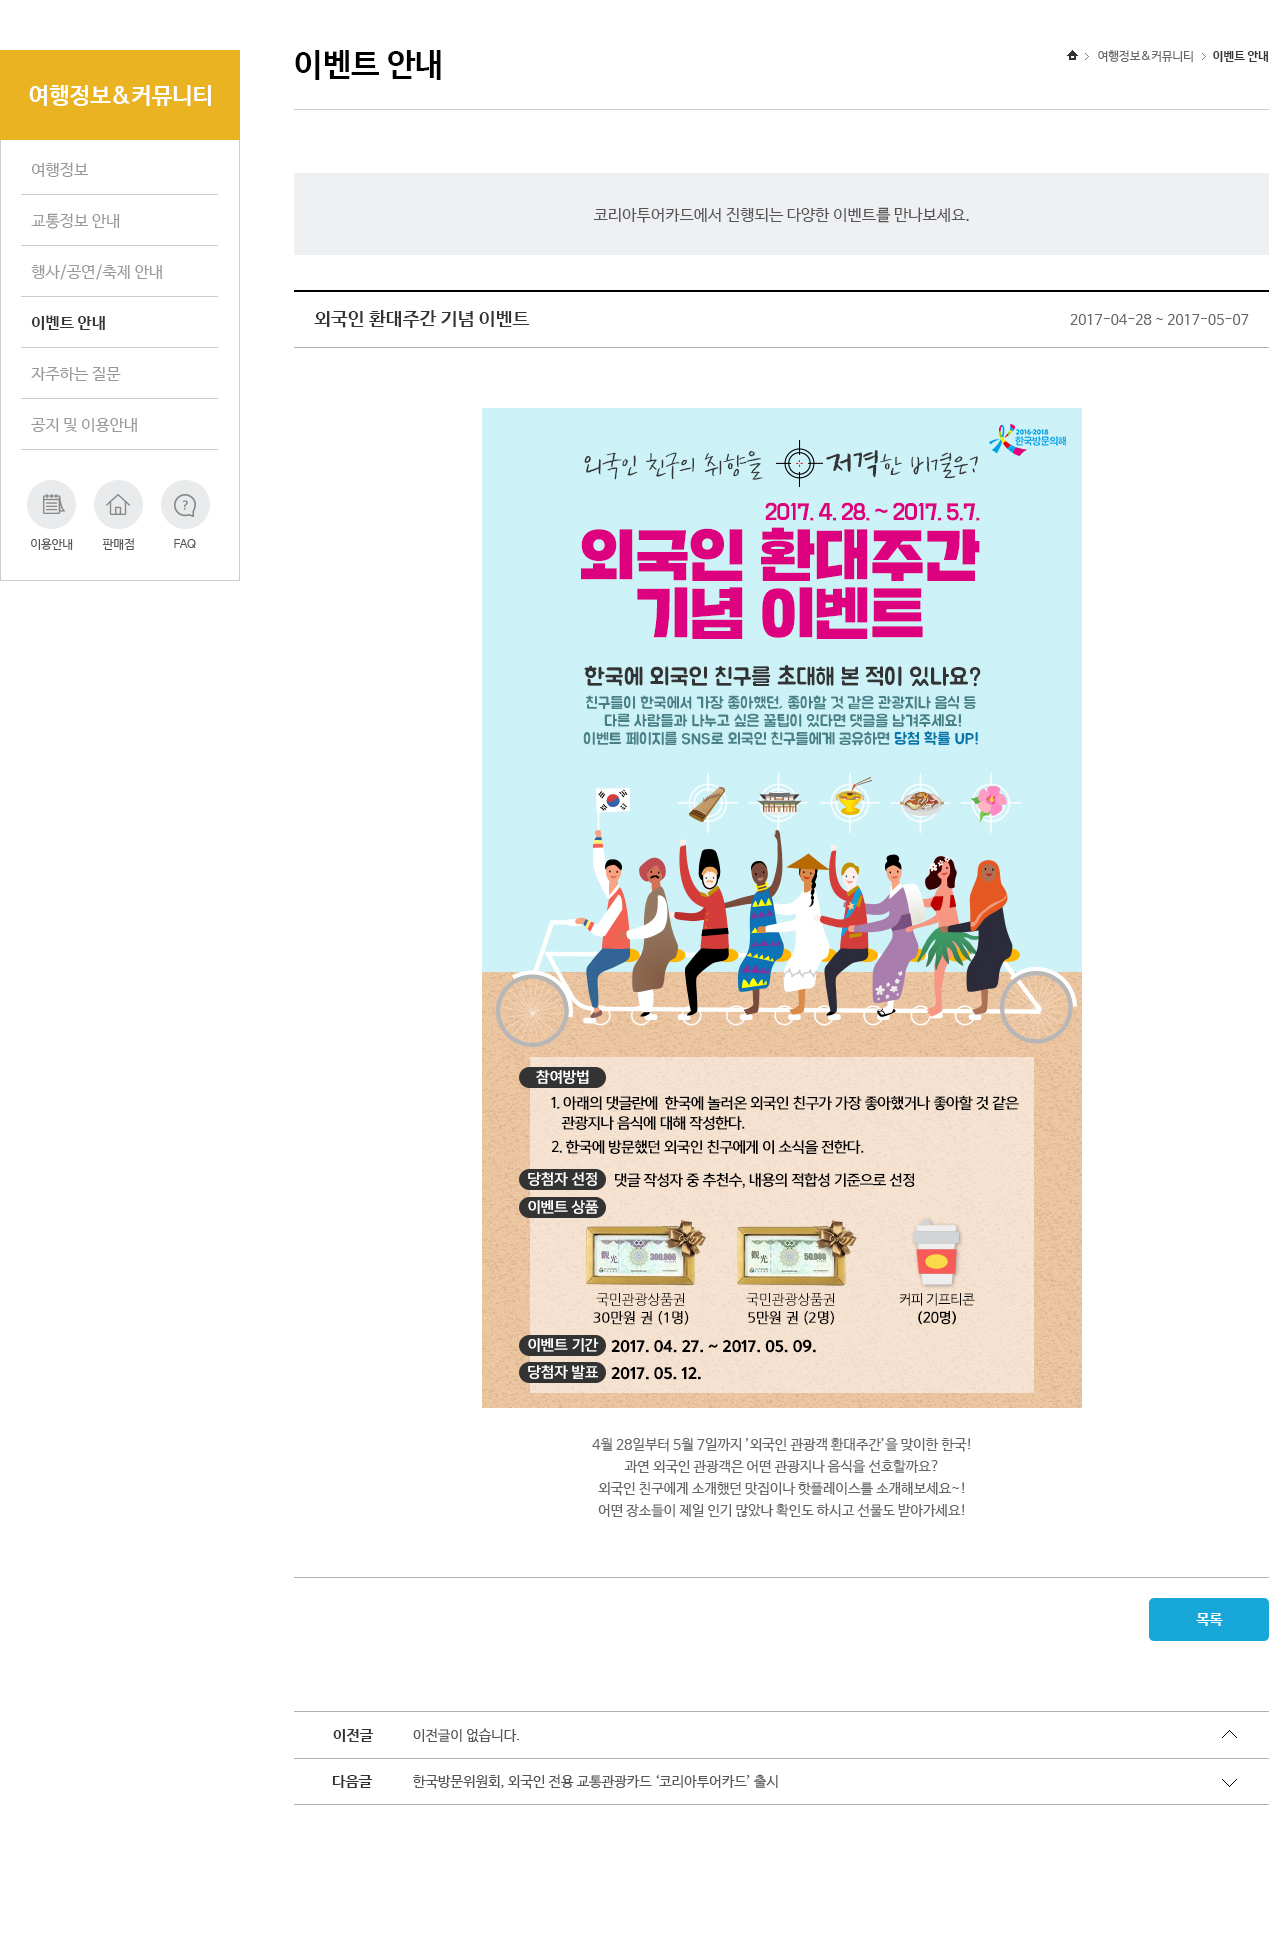 이벤트 안내
여행정보&커뮤니티
이벤트 안내
여행정보&커뮤니티
여행정보
교통정보 안내
행사/공연/축제 안내
이벤트 안내
자주하는 질문
공지 및 이용안내
이용안내
판매점
FAQ
코리아투어카드에서 진행되는 다양한 이벤트를 만나보세요.
외국인 환대주간 기념 이벤트
2017-04-28 ~ 2017-05-07
2016-2018
한국방문의해
외국인 친구의 취향을 저격한 비결은?
2017. 4. 28. ~ 2017. 5.7.
외국인 환대주간
기념 이벤트
한국에 외국인 친구를 초대해 본 적이 있나요?
친구들이 한국에서 가장 좋아했던, 좋아할 것 같은 관광지나 음식 등
다른 사람들과 나누고 싶은 꿀팁이 있다면 댓글을 남겨주세요!
이벤트 페이지를 SNS로 외국인 친구들에게 공유하면 당첨 확률 UP!
참여방법
1. 아래의 댓글란에 한국에 놀러온 외국인 친구가 가장 좋아했거나 좋아할 것 같은
관광지나 음식에 대해 작성한다.
2. 한국에 방문했던 외국인 친구에게 이 소식을 전한다.
당첨자 선정
댓글 작성자 중 추천수, 내용의 적합성 기준으로 선정
이벤트 상품
觀光
300,000
觀光
50,000
국민관광상품권
30만원 권 (1명)
국민관광상품권
5만원 권 (2명)
커피 기프티콘
(20명)
이벤트 기간
2017. 04. 27. ~ 2017. 05. 09.
당첨자 발표
2017. 05. 12.
4월 28일부터 5월 7일까지 '외국인 관광객 환대주간'을 맞이한 한국!
과연 외국인 관광객은 어떤 관광지나 음식을 선호할까요?
외국인 친구에게 소개했던 맛집이나 핫플레이스를 소개해보세요~!
어떤 장소들이 제일 인기 많았나 확인도 하시고 선물도 받아가세요!
목록
이전글
이전글이 없습니다.
다음글
한국방문위원회, 외국인 전용 교통관광카드 ‘코리아투어카드’ 출시